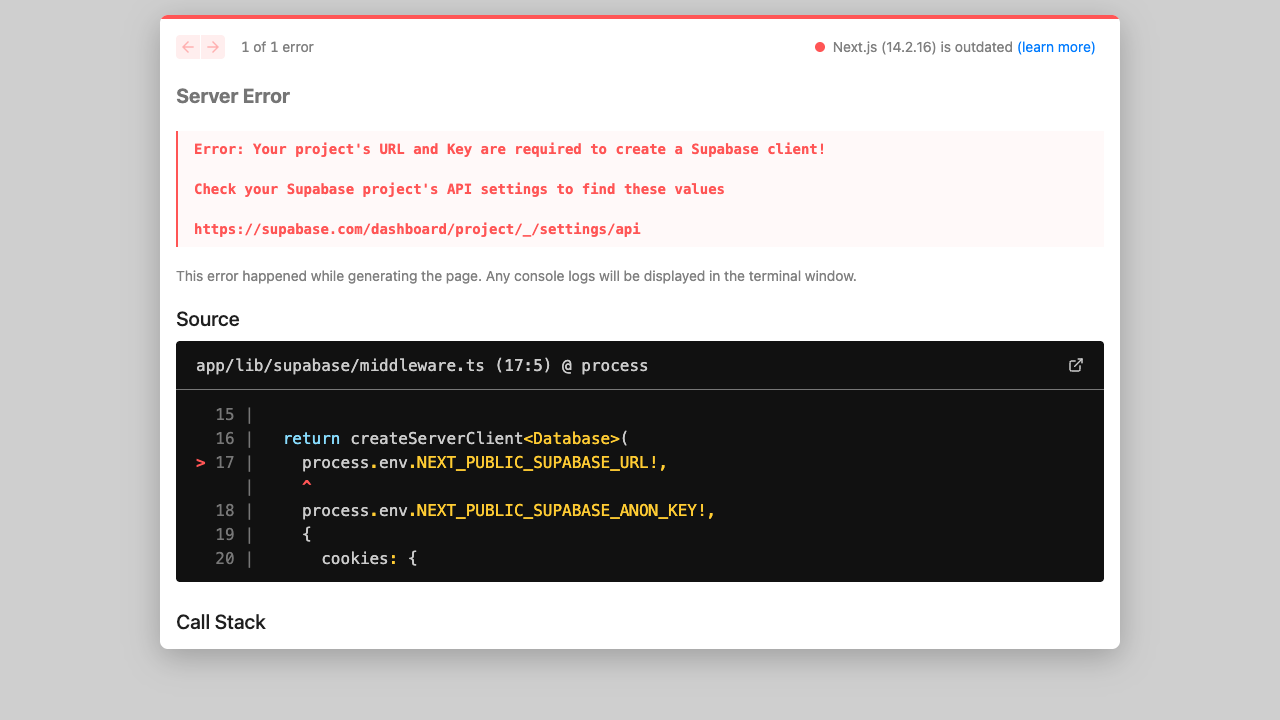 1 of 1 error
Next.js (14.2.16) is outdated (learn more)
Server Error
Error: Your project's URL and Key are required to create a Supabase client!
Check your Supabase project's API settings to find these values
https://supabase.com/dashboard/project/_/settings/api
This error happened while generating the page. Any console logs will be displayed in the terminal window.
Source
app/lib/supabase/middleware.ts (17:5) @ process
15 |
16 |   return createServerClient<Database>(
> 17 |     process.env.NEXT_PUBLIC_SUPABASE_URL!,
|     ^
18 |     process.env.NEXT_PUBLIC_SUPABASE_ANON_KEY!,
19 |     {
20 |       cookies: {
Call Stack